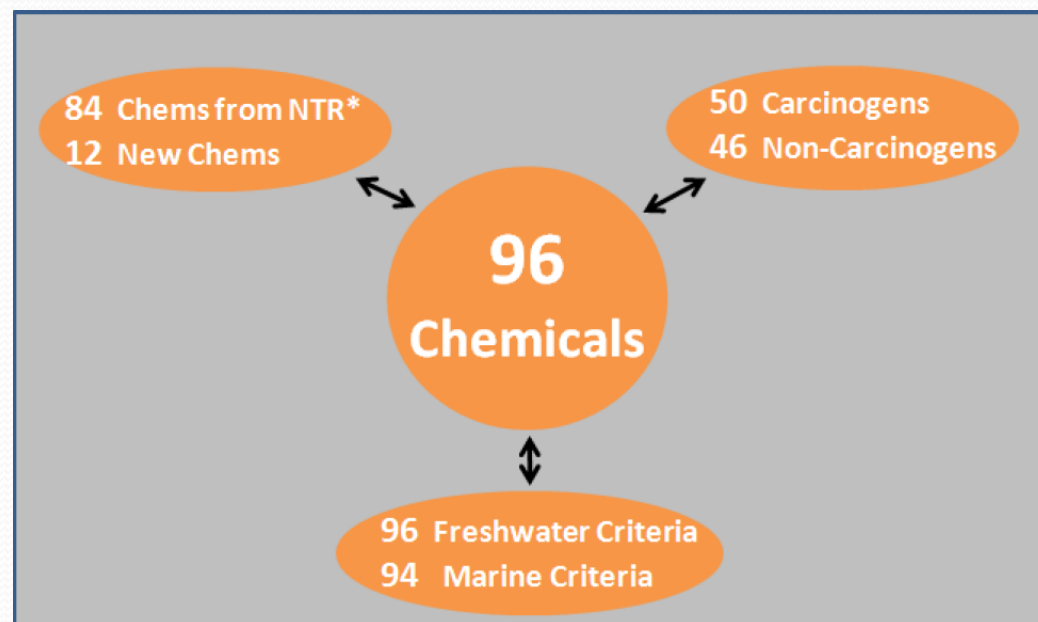 84 Chems from NTR*
12 New Chems
50 Carcinogens
46 Non-Carcinogens
96
Chemicals
96 Freshwater Criteria
94 Marine Criteria